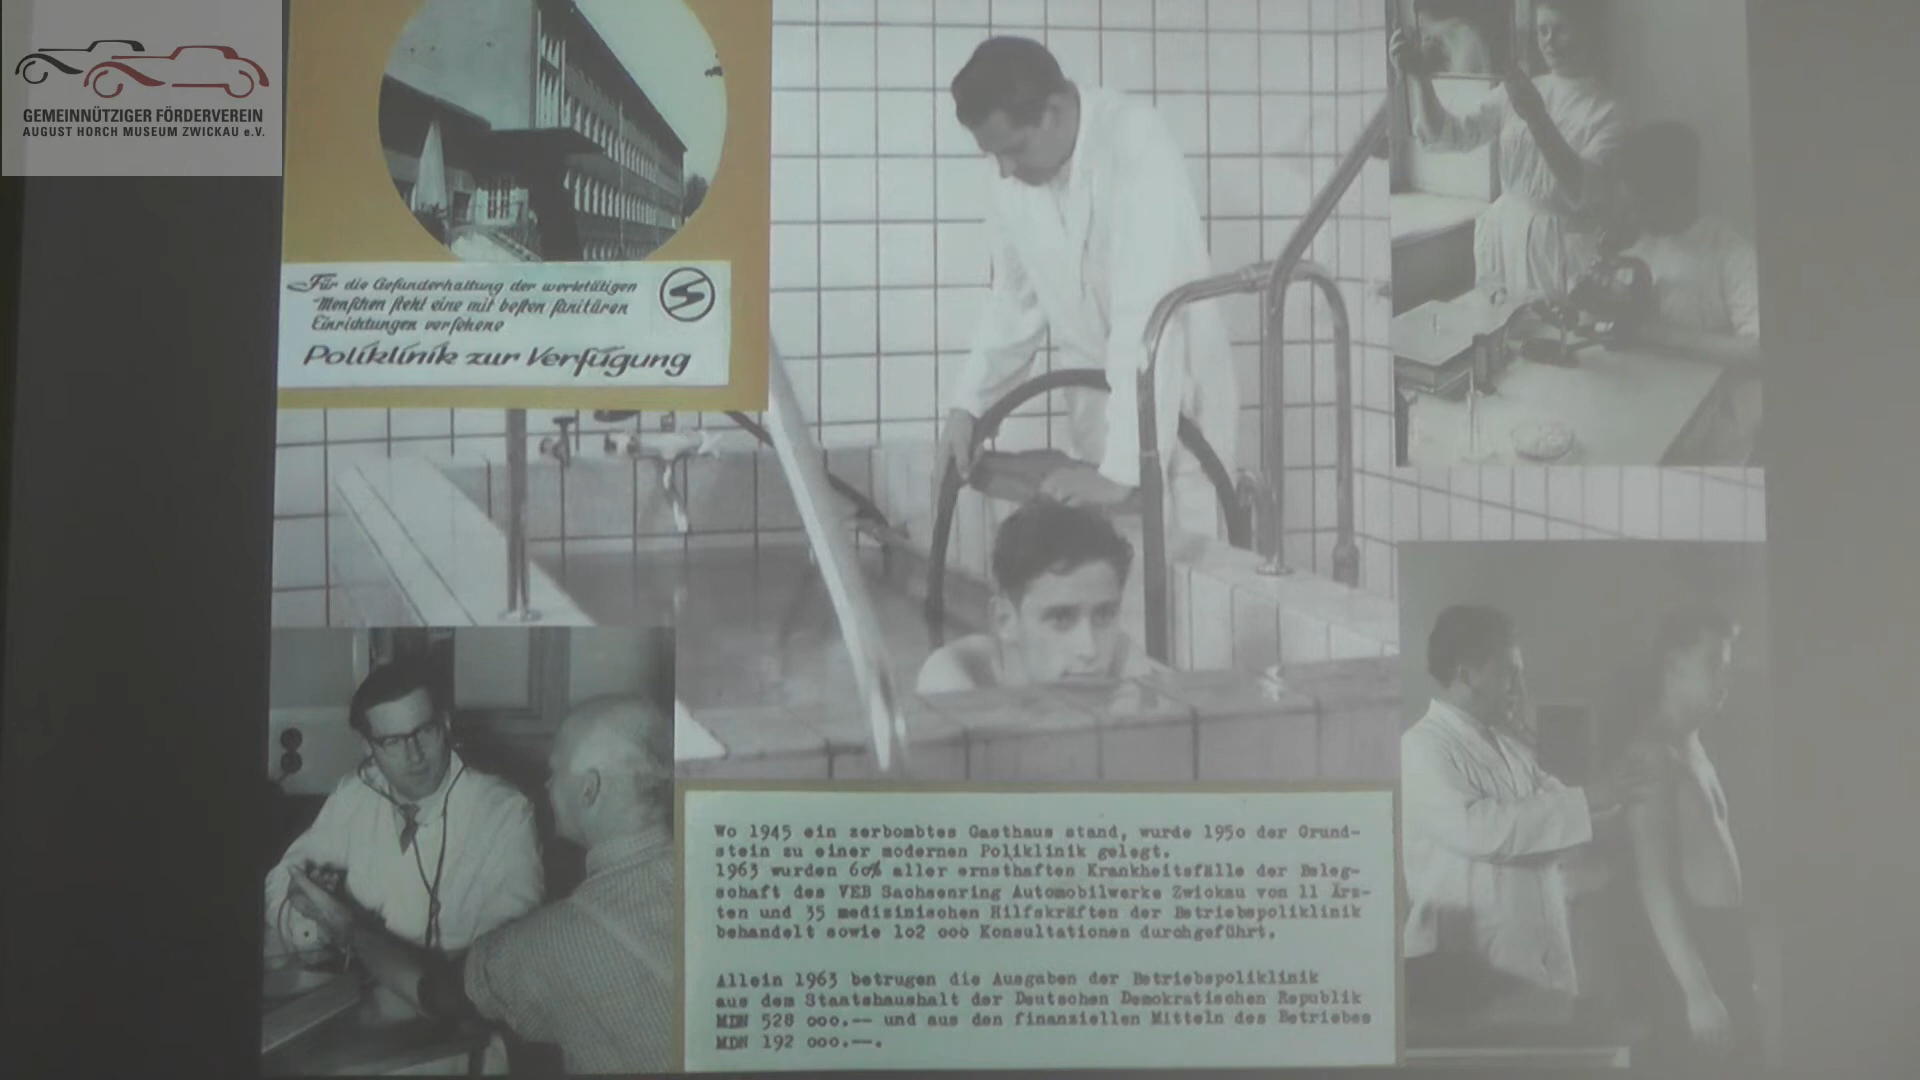 GEMEINNÜTZIGER FÖRDERVEREIN
AUGUST HORCH MUSEUM ZWICKAU e.V.
Für die Gesunderhaltung der werktätigen
Menschen steht eine mit besten sanitären
Einrichtungen versehene
Poliklinik zur Verfügung
Wo 1945 ein zerbombtes Gasthaus stand, wurde 195o der Grund-
stein zu einer modernen Poliklinik gelegt.
1963 wurden 6o% aller ernsthaften Krankheitsfälle der Beleg-
schaft des VEB Sachsenring Automobilwerke Zwickau von 11 Ärz-
ten und 35 medizinischen Hilfskräften der Betriebspoliklinik
behandelt sowie 1o2 ooo Konsultationen durchgeführt.
Allein 1963 betrugen die Ausgaben der Betriebspoliklinik
aus dem Staatshaushalt der Deutschen Demokratischen Republik
MDN 528 ooo.-- und aus den finanziellen Mitteln des Betriebes
MDN 192 ooo.--.